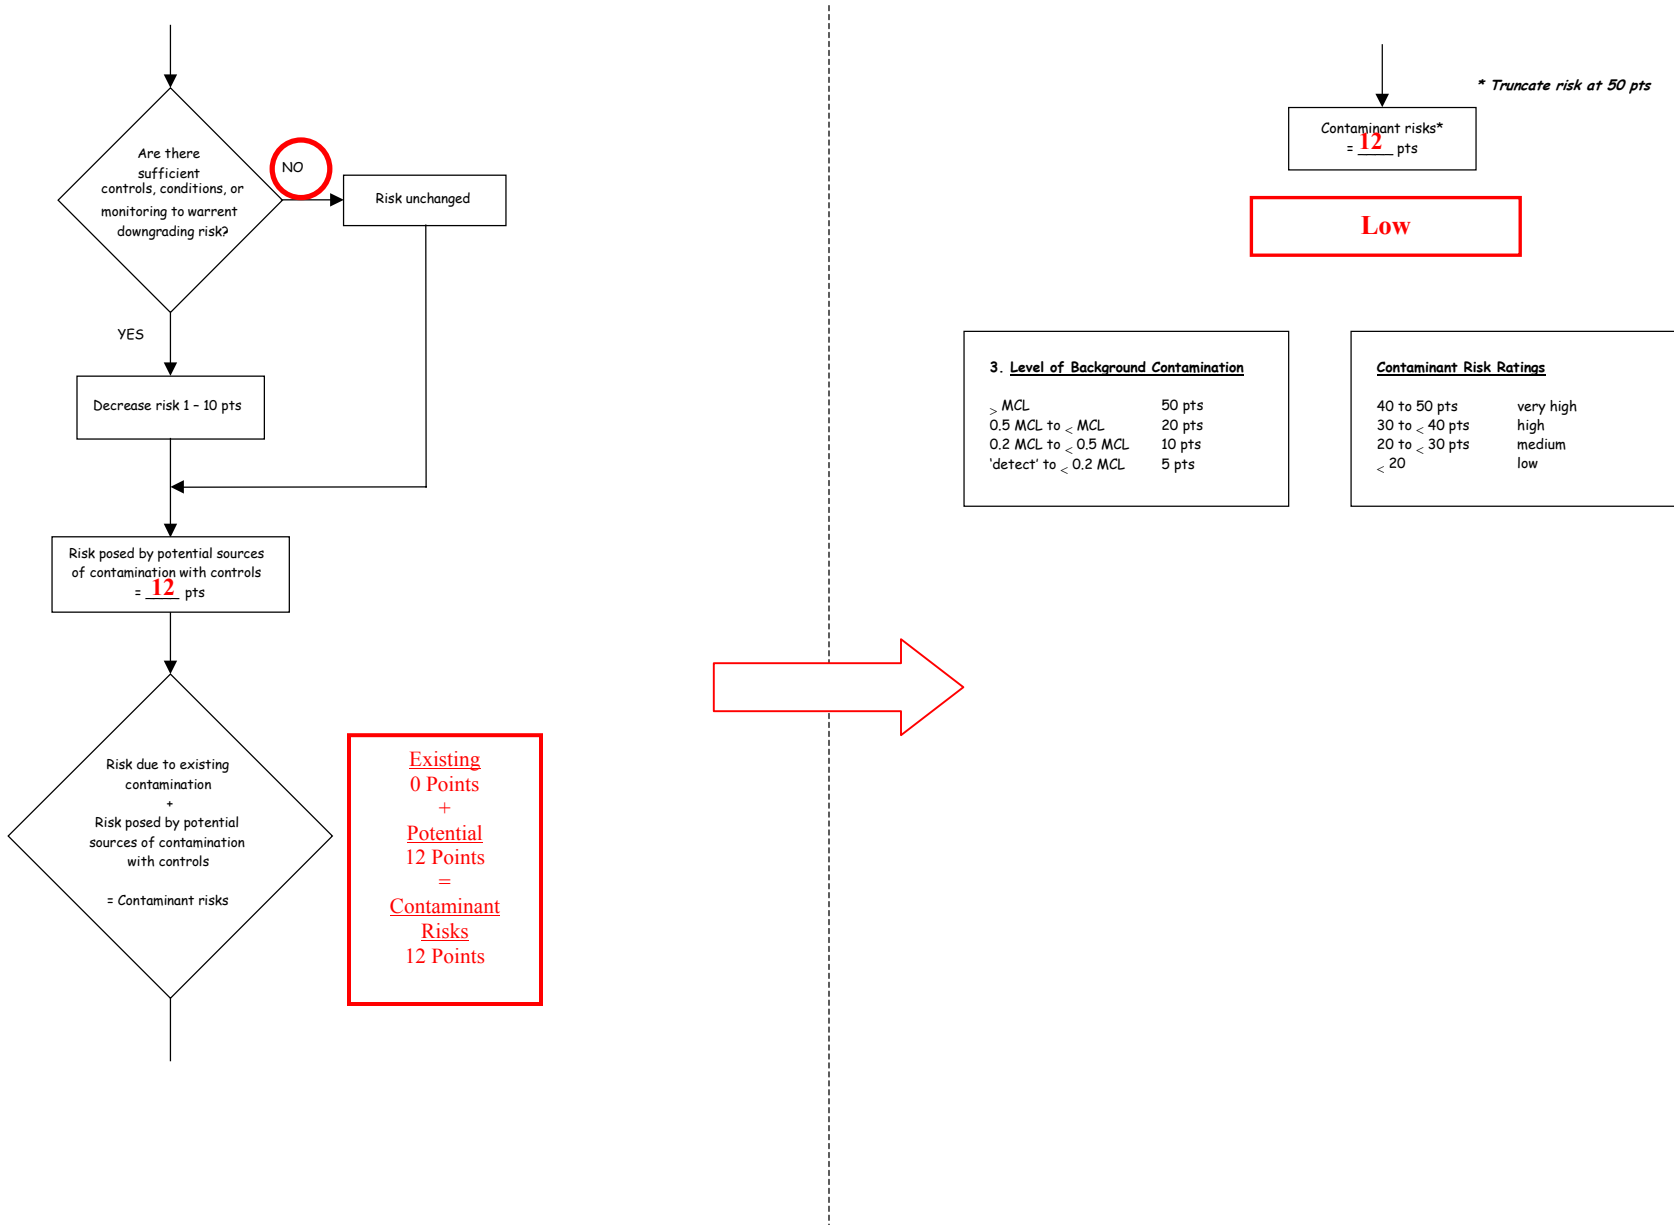 Are there
sufficient
controls, conditions, or
monitoring to warrent
downgrading risk?
NO
Risk unchanged
YES
Decrease risk 1 – 10 pts
Risk posed by potential sources
of contamination with controls
= 12 pts
Risk due to existing
contamination
+
Risk posed by potential
sources of contamination
with controls
= Contaminant risks
Existing
0 Points
+
Potential
12 Points
=
Contaminant
Risks
12 Points
* Truncate risk at 50 pts
Contaminant risks*
= 12 pts
Low
3. Level of Background Contamination
> MCL 50 pts
0.5 MCL to < MCL 20 pts
0.2 MCL to < 0.5 MCL 10 pts
‘detect’ to < 0.2 MCL 5 pts
Contaminant Risk Ratings
40 to 50 pts very high
30 to < 40 pts high
20 to < 30 pts medium
< 20 low